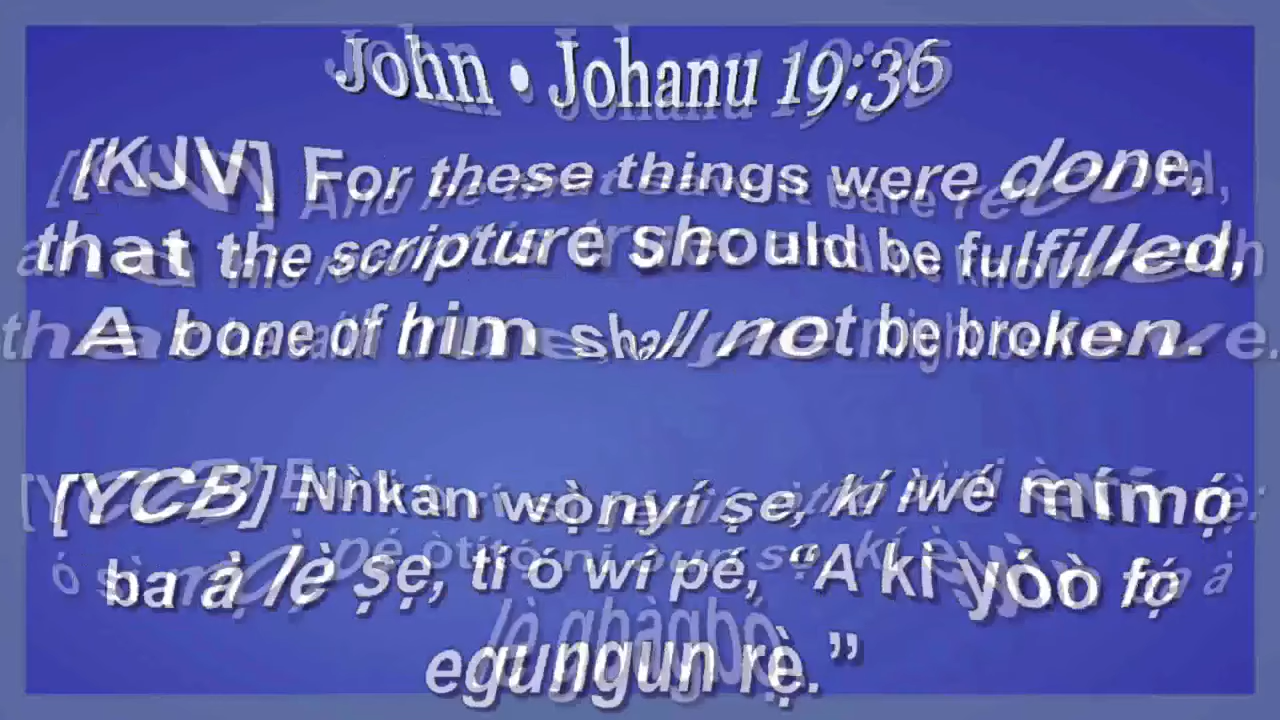 John • Johanu 19:36
[KJV] For these things were done,
that the scripture should be fulfilled,
A bone of him shall not be broken.
[YCB] Nǹkan wọ̀nyí ṣe, kí ìwé mímọ́
ba à lè ṣẹ, tí ó wí pé, “A kì yóò fọ́
egungun rẹ̀.”